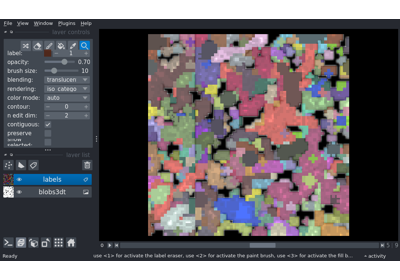 File View Window Plugins Help
layer controls
label: 1
opacity: 0.70
brush size: 10
blending: translucen
rendering: iso_catego
color mode: auto
contour: 0
n edit dim: 2
contiguous:
preserve
selected:
layer list
labels
blobs3dt
Ready
use <1> for activate the label eraser, use <2> for activate the paint brush, use <3> for activate the fill b...
activity